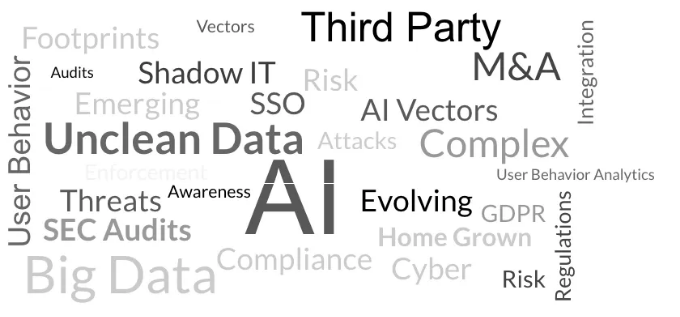 Third Party
Vectors
Footprints
M&A
Integration
Audits
Shadow IT
Risk
User Behavior
Emerging
SSO
AI Vectors
Unclean Data
Attacks
Complex
Enforcement
User Behavior Analytics
AI
Threats
Awareness
Evolving
GDPR
Regulations
SEC Audits
Home Grown
Big Data
Compliance
Cyber
Risk